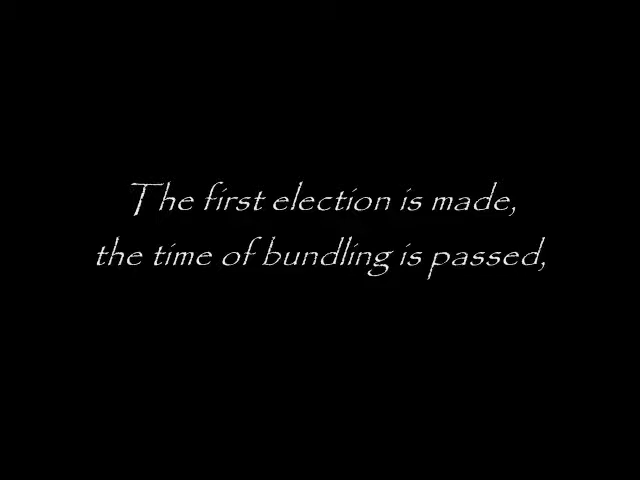 The first election is made,
the time of bundling is passed,